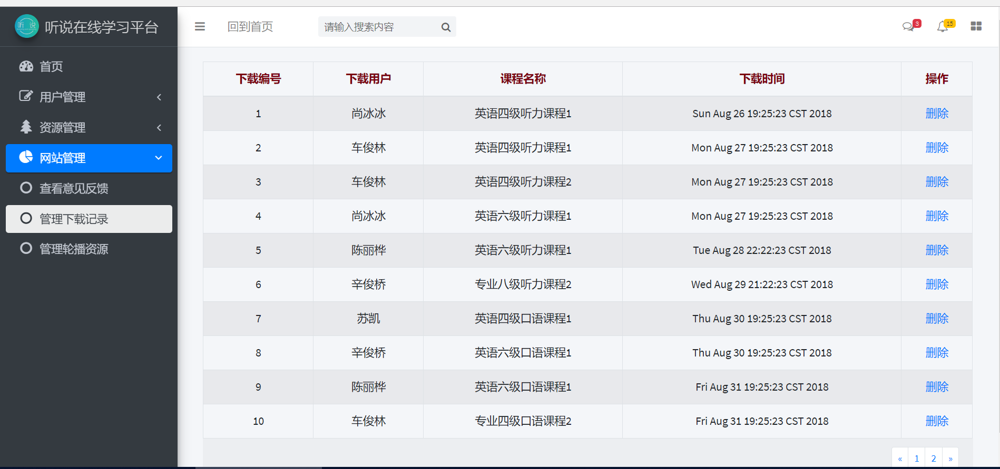 听说在线学习平台
回到首页
请输入搜索内容
3
15
首页
用户管理
资源管理
网站管理
查看意见反馈
管理下载记录
管理轮播资源
下载编号 下载用户 课程名称 下载时间 操作
1 尚冰冰 英语四级听力课程1 Sun Aug 26 19:25:23 CST 2018 删除
2 车俊林 英语四级听力课程1 Mon Aug 27 19:25:23 CST 2018 删除
3 车俊林 英语四级听力课程2 Mon Aug 27 19:25:23 CST 2018 删除
4 尚冰冰 英语六级听力课程1 Mon Aug 27 19:25:23 CST 2018 删除
5 陈丽桦 英语六级听力课程1 Tue Aug 28 22:22:23 CST 2018 删除
6 辛俊桥 专业八级听力课程2 Wed Aug 29 21:22:23 CST 2018 删除
7 苏凯 英语四级口语课程1 Thu Aug 30 19:25:23 CST 2018 删除
8 辛俊桥 英语六级口语课程1 Thu Aug 30 19:25:23 CST 2018 删除
9 陈丽桦 英语六级口语课程1 Fri Aug 31 19:25:23 CST 2018 删除
10 车俊林 专业四级口语课程2 Fri Aug 31 19:25:23 CST 2018 删除
« 1 2 »